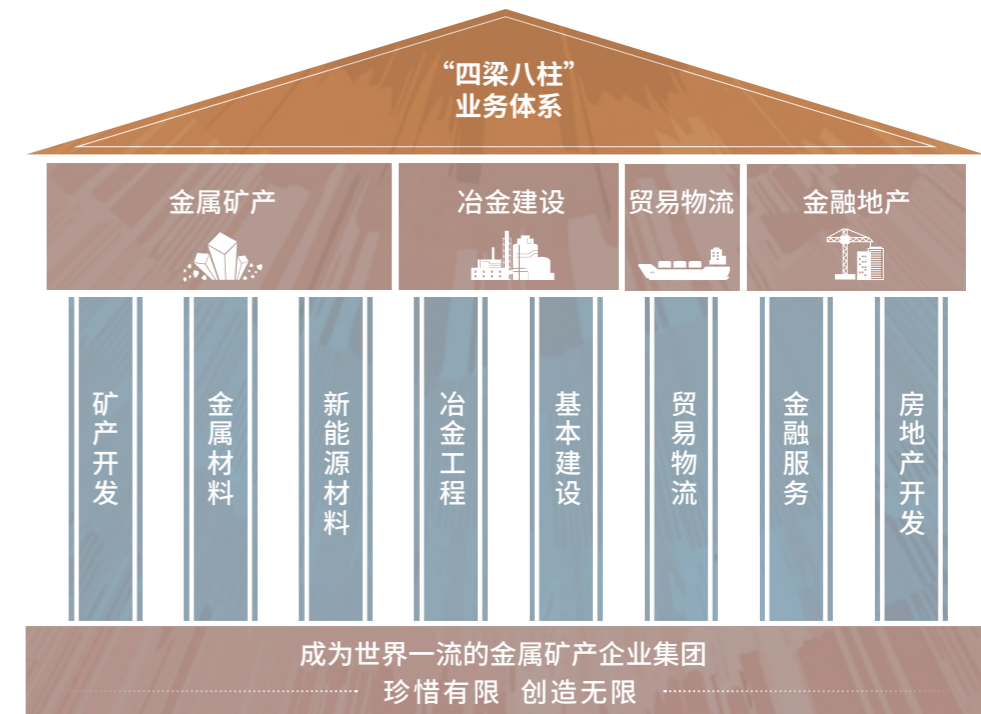 “四梁八柱”
业务体系
金属矿产
冶金建设
贸易物流
金融地产
矿产开发
金属材料
新能源材料
冶金工程
基本建设
贸易物流
金融服务
房地产开发
成为世界一流的金属矿产企业集团
珍惜有限 创造无限